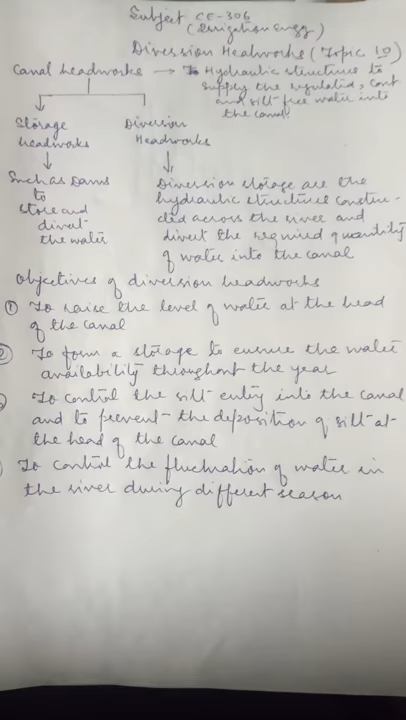 Subject CE-306
(Irrigation Engg)
Diversion Headworks (Topic 10)
Canal headworks → To Hydraulic structures to
supply the regulated, cont
and silt free water into
the canal.
Storage
headworks
Diversion
Headworks
Such as Dams
to
store and
divert
the water
Diversion storage are the
hydraulic structures constru-
cted across the river and
divert the required quantity
of water into the canal
Objectives of diversion headworks
① To raise the level of water at the head
of the canal
② To form a storage to ensure the water
availability throughout the year
To control the silt entry into the canal
and to prevent the deposition of silt at
the head of the canal
To control the fluctuation of water in
the river during different season